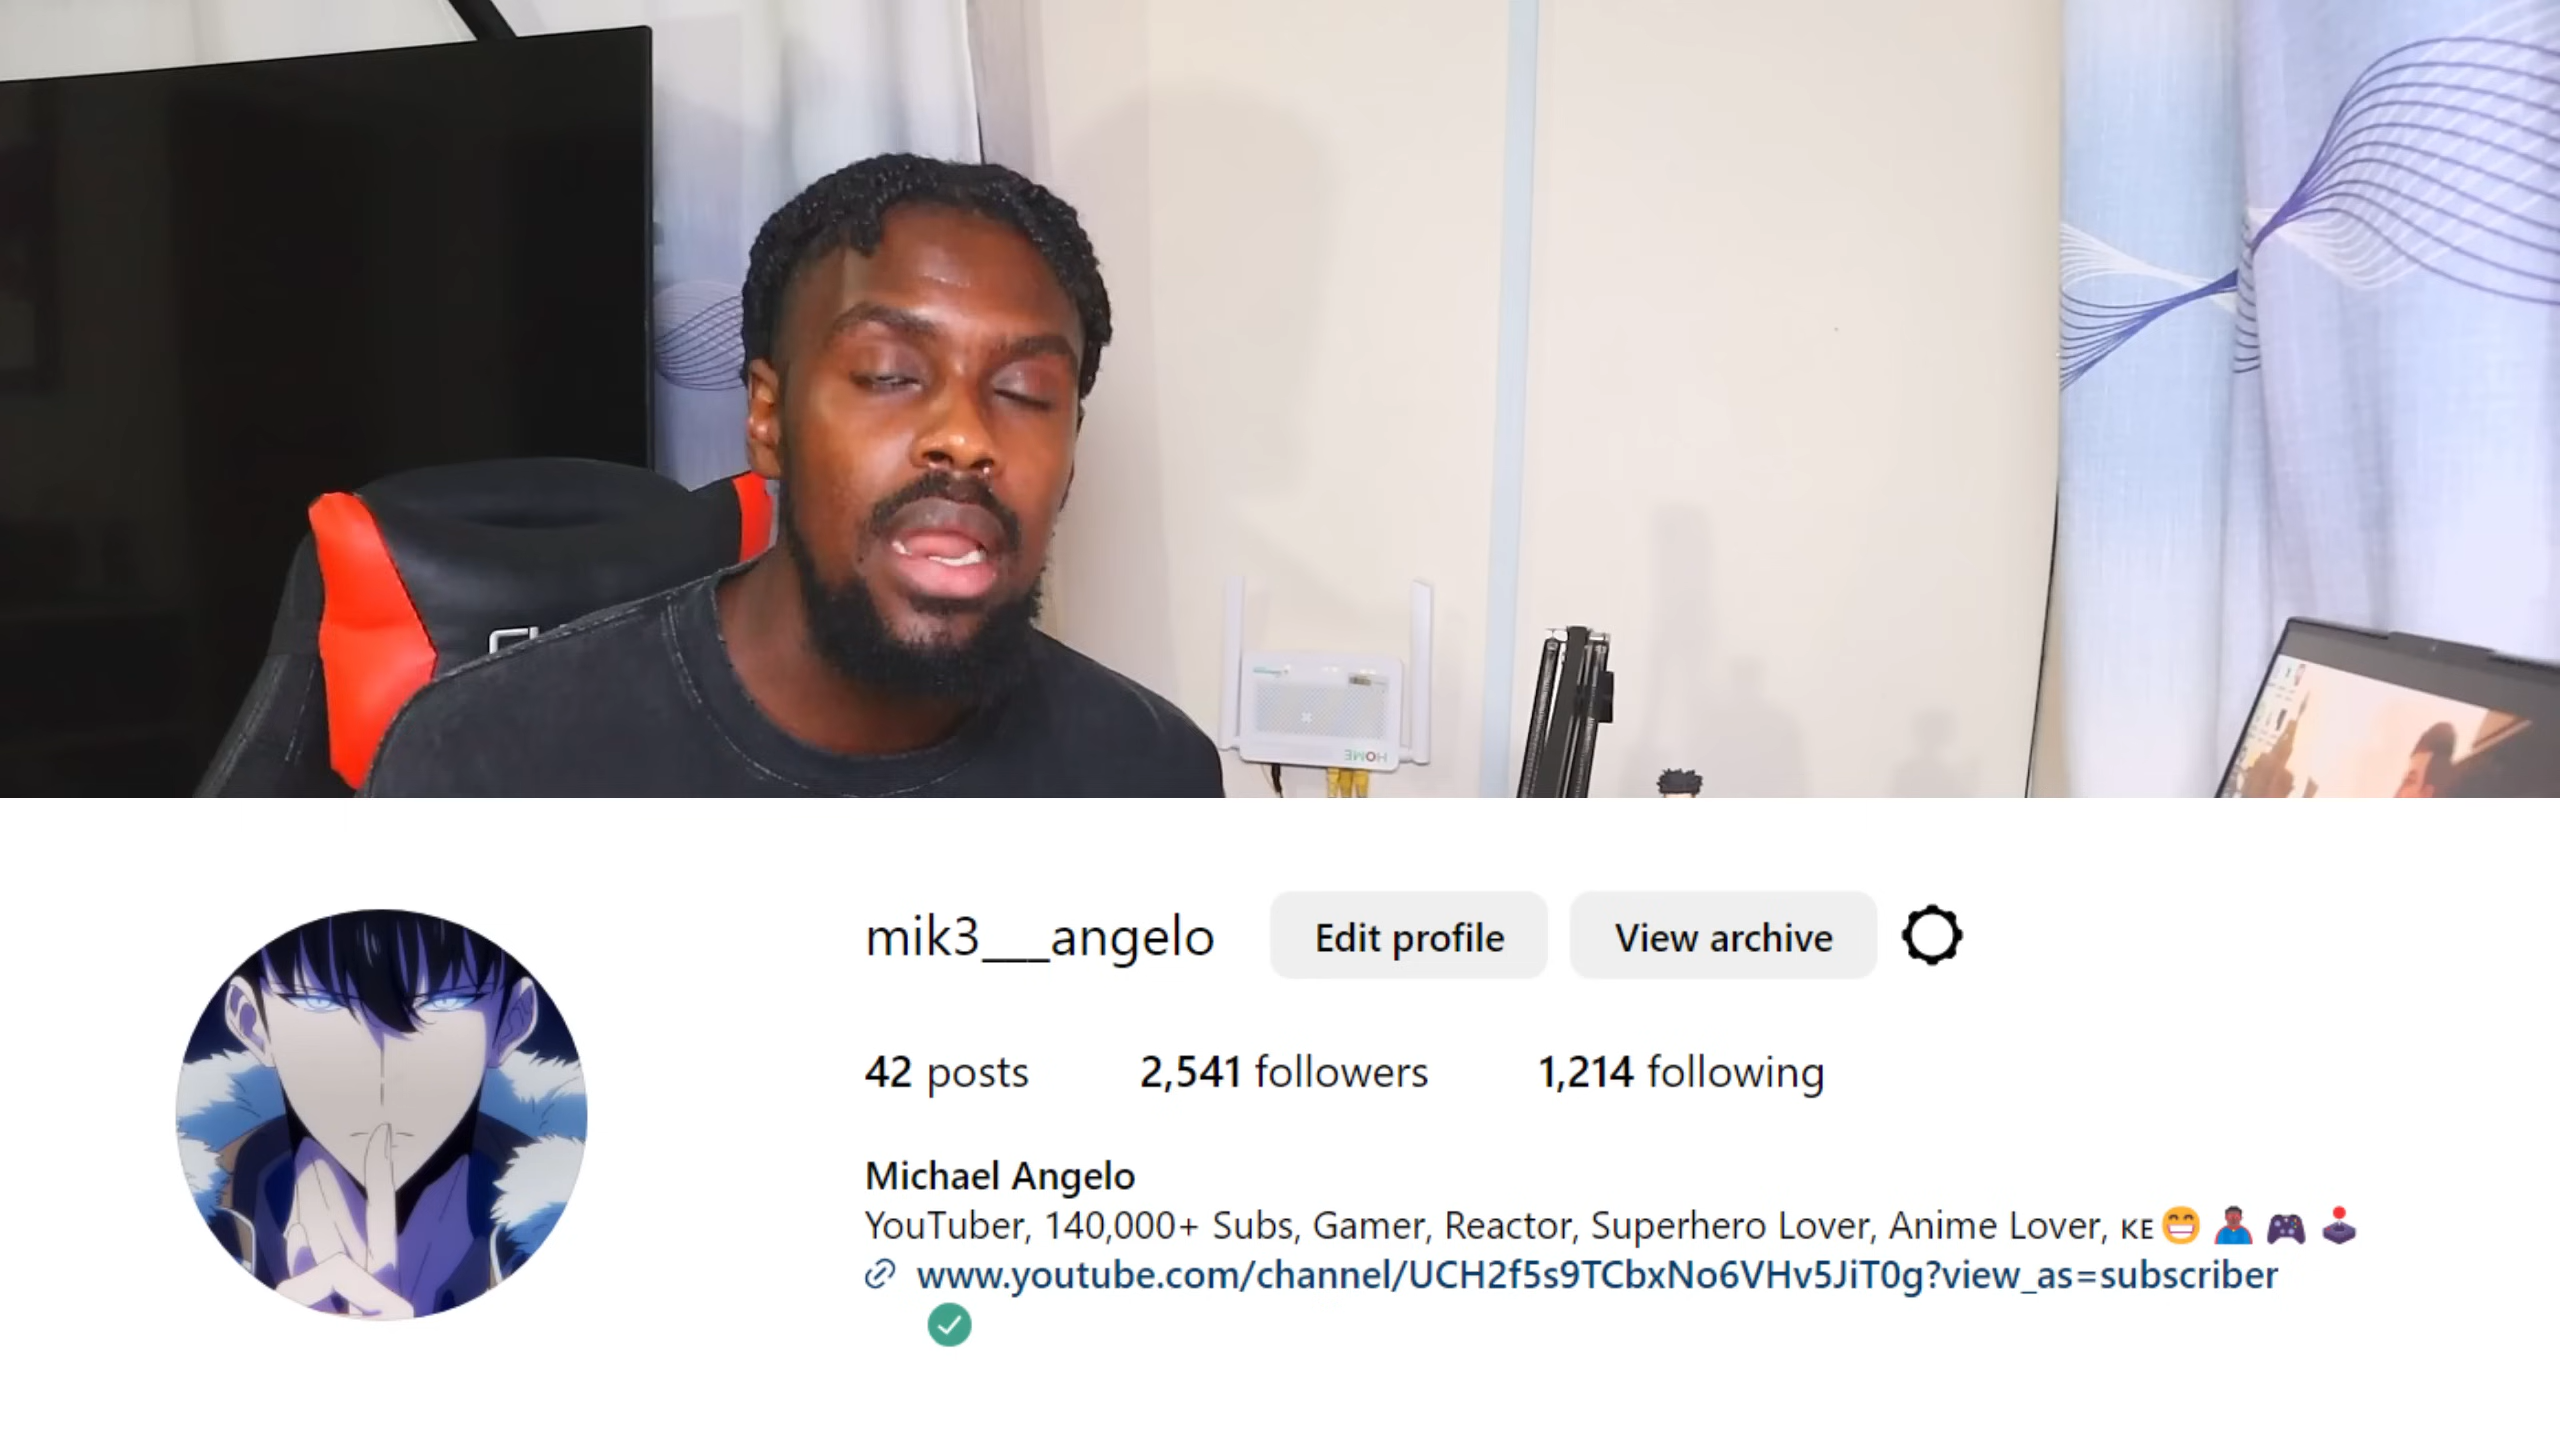 HOME
mik3___angelo
Edit profile
View archive
42 posts
2,541 followers
1,214 following
Michael Angelo
YouTuber, 140,000+ Subs, Gamer, Reactor, Superhero Lover, Anime Lover, ᴋᴇ😁🦸🏿‍♂️🎮🕹️
www.youtube.com/channel/UCH2f5s9TCbxNo6VHv5JiT0g?view_as=subscriber